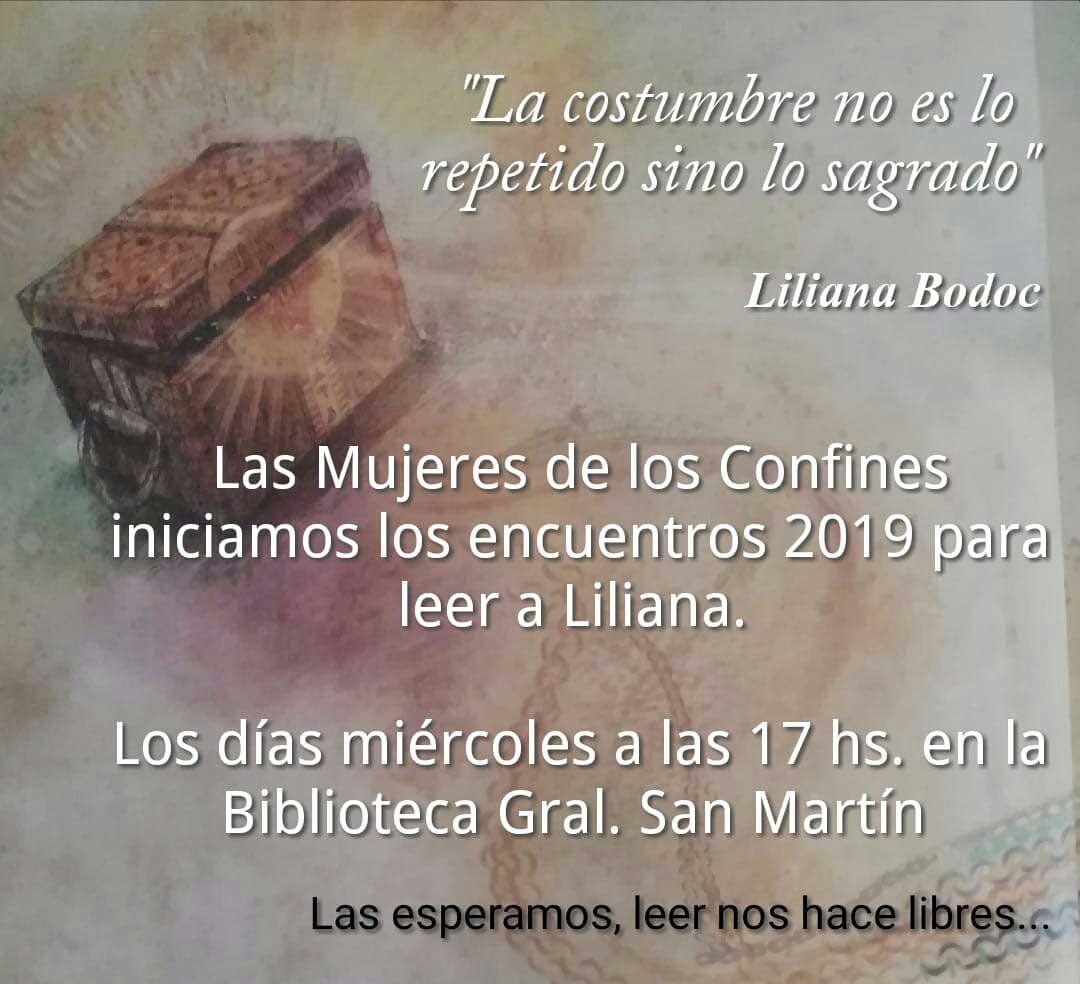 "La costumbre no es lo
repetido sino lo sagrado"
Liliana Bodoc
Las Mujeres de los Confines
iniciamos los encuentros 2019 para
leer a Liliana.
Los días miércoles a las 17 hs. en la
Biblioteca Gral. San Martín
Las esperamos, leer nos hace libres...